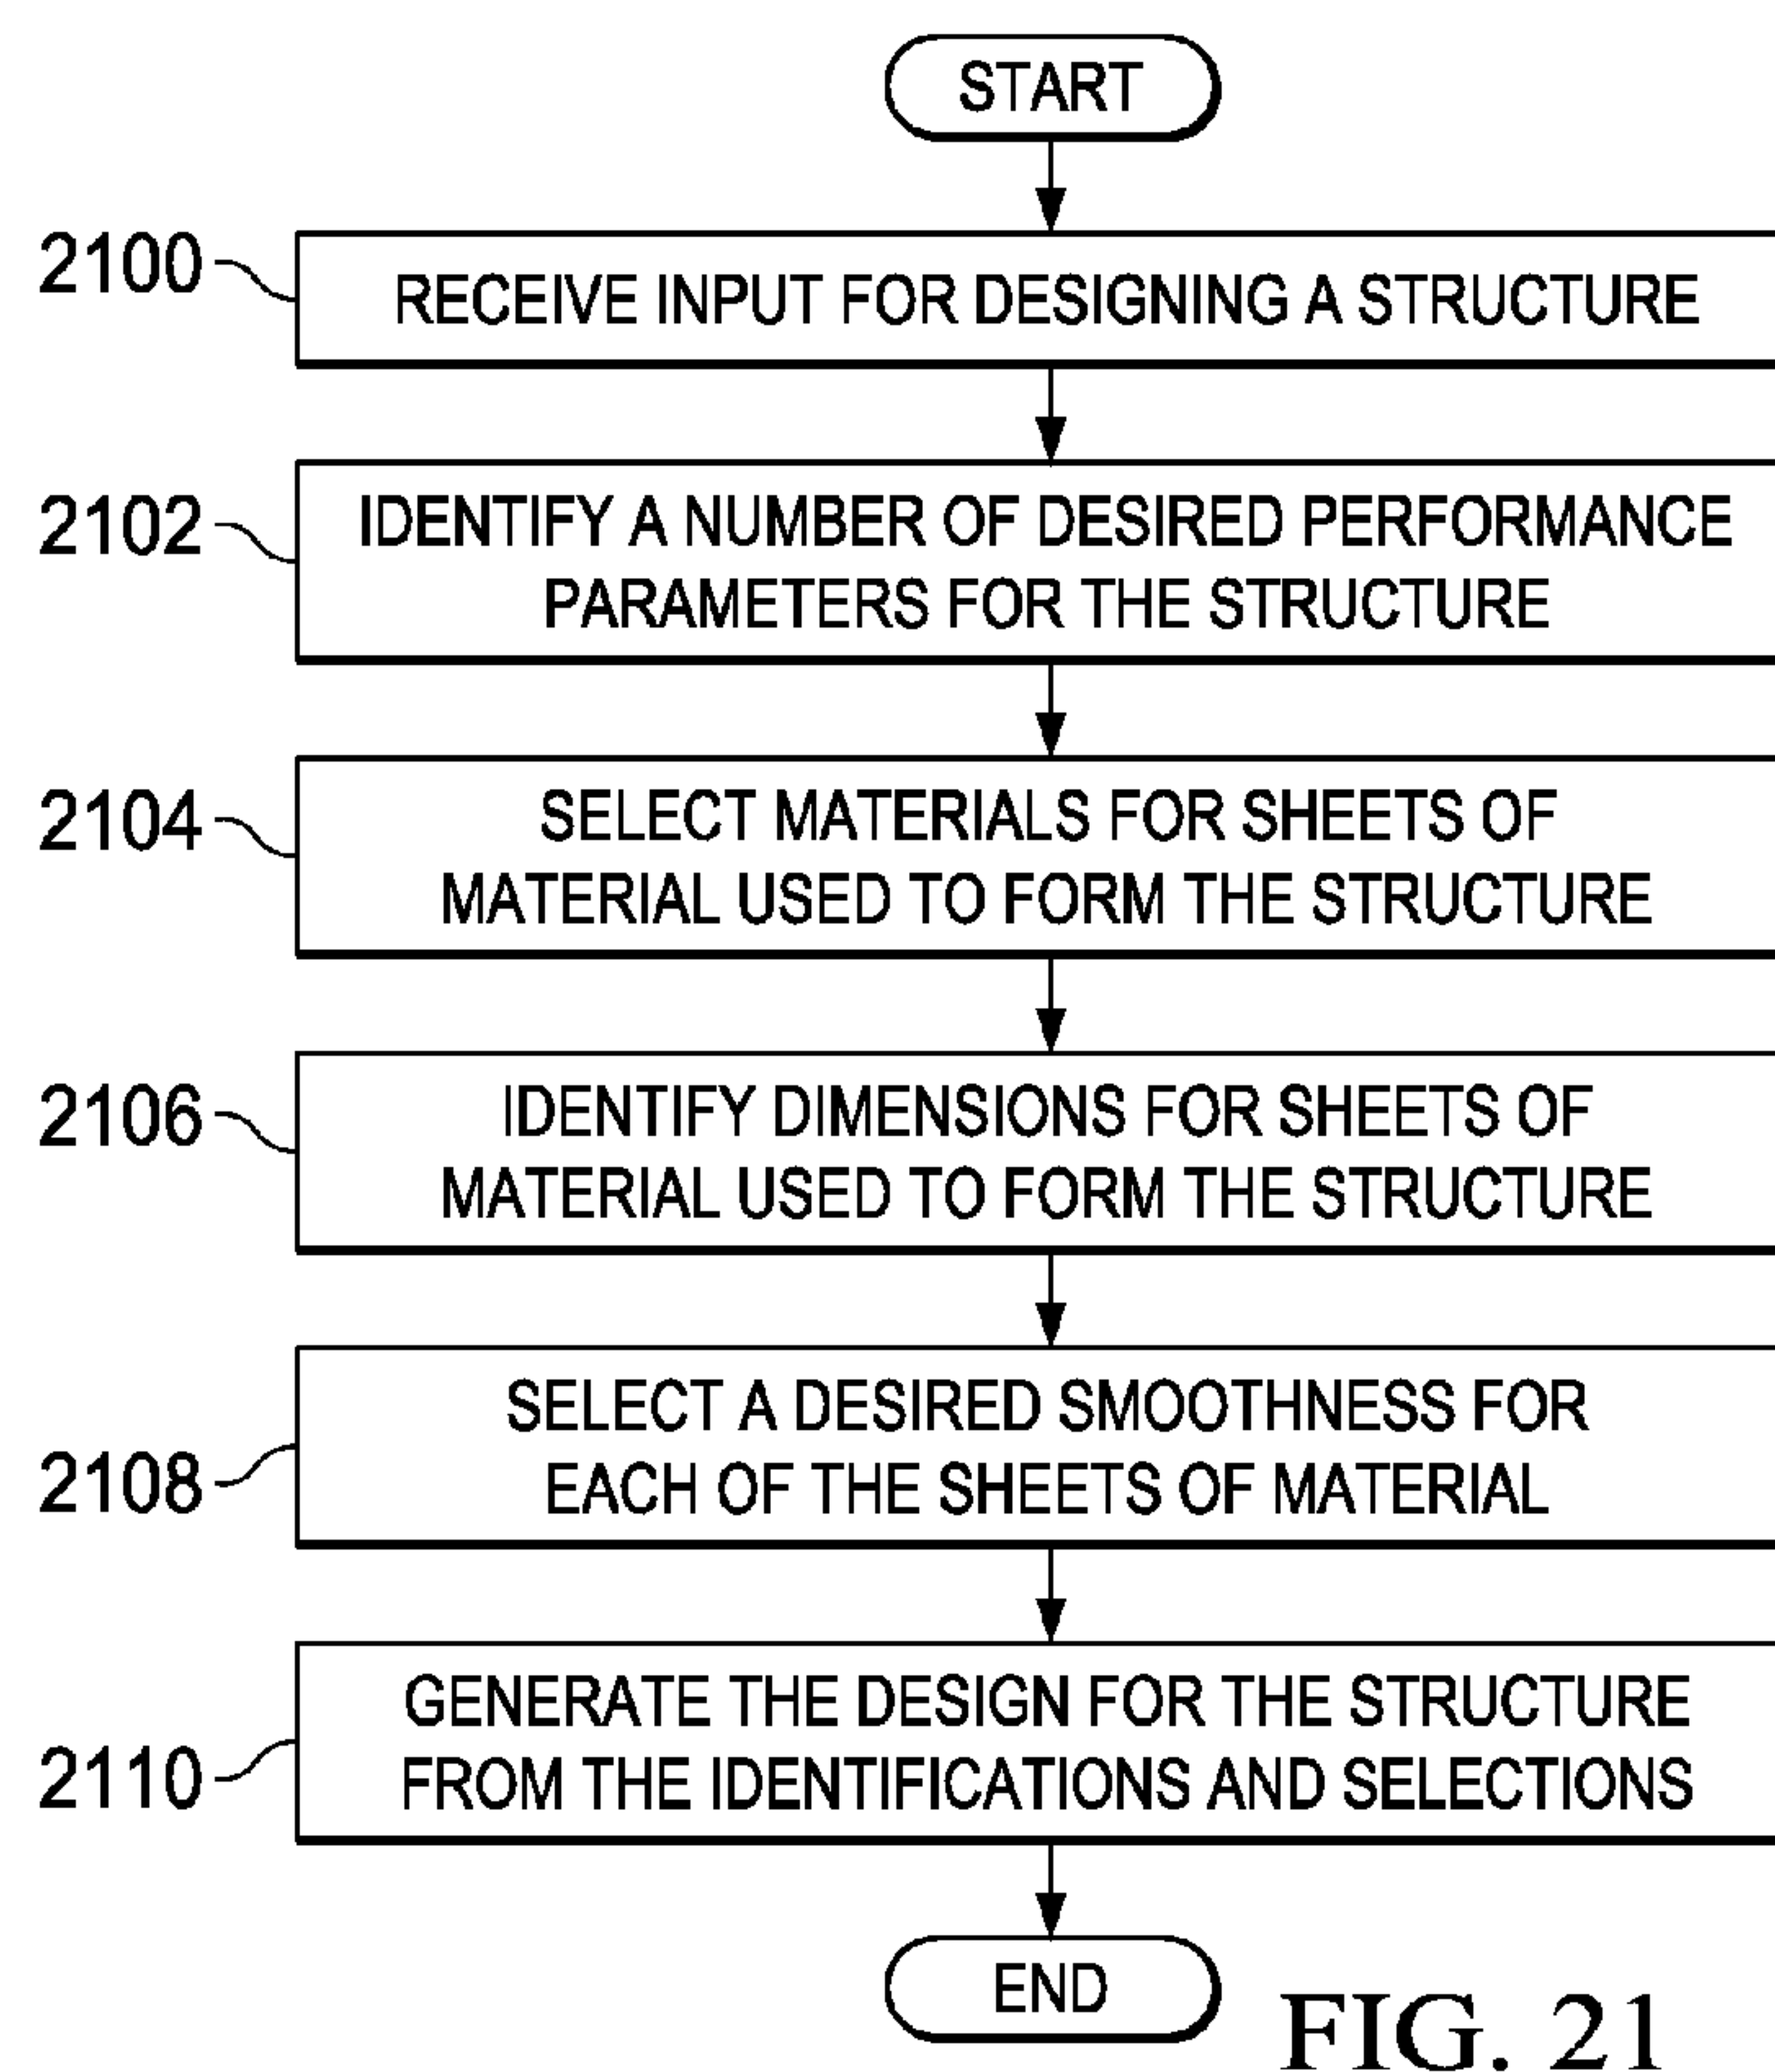 START
2100
RECEIVE INPUT FOR DESIGNING A STRUCTURE
2102
IDENTIFY A NUMBER OF DESIRED PERFORMANCE
PARAMETERS FOR THE STRUCTURE
2104
SELECT MATERIALS FOR SHEETS OF
MATERIAL USED TO FORM THE STRUCTURE
2106
IDENTIFY DIMENSIONS FOR SHEETS OF
MATERIAL USED TO FORM THE STRUCTURE
2108
SELECT A DESIRED SMOOTHNESS FOR
EACH OF THE SHEETS OF MATERIAL
2110
GENERATE THE DESIGN FOR THE STRUCTURE
FROM THE IDENTIFICATIONS AND SELECTIONS
END
FIG. 21